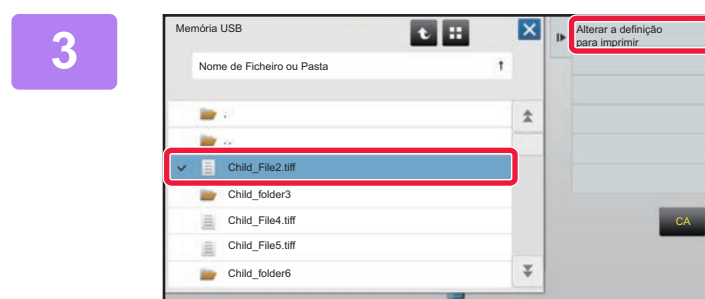 3
Memória USB
Alterar a definição
para imprimir
Nome de Ficheiro ou Pasta
.
..
Child_File2.tiff
Child_folder3
Child_File4.tiff
CA
Child_File5.tiff
Child_folder6